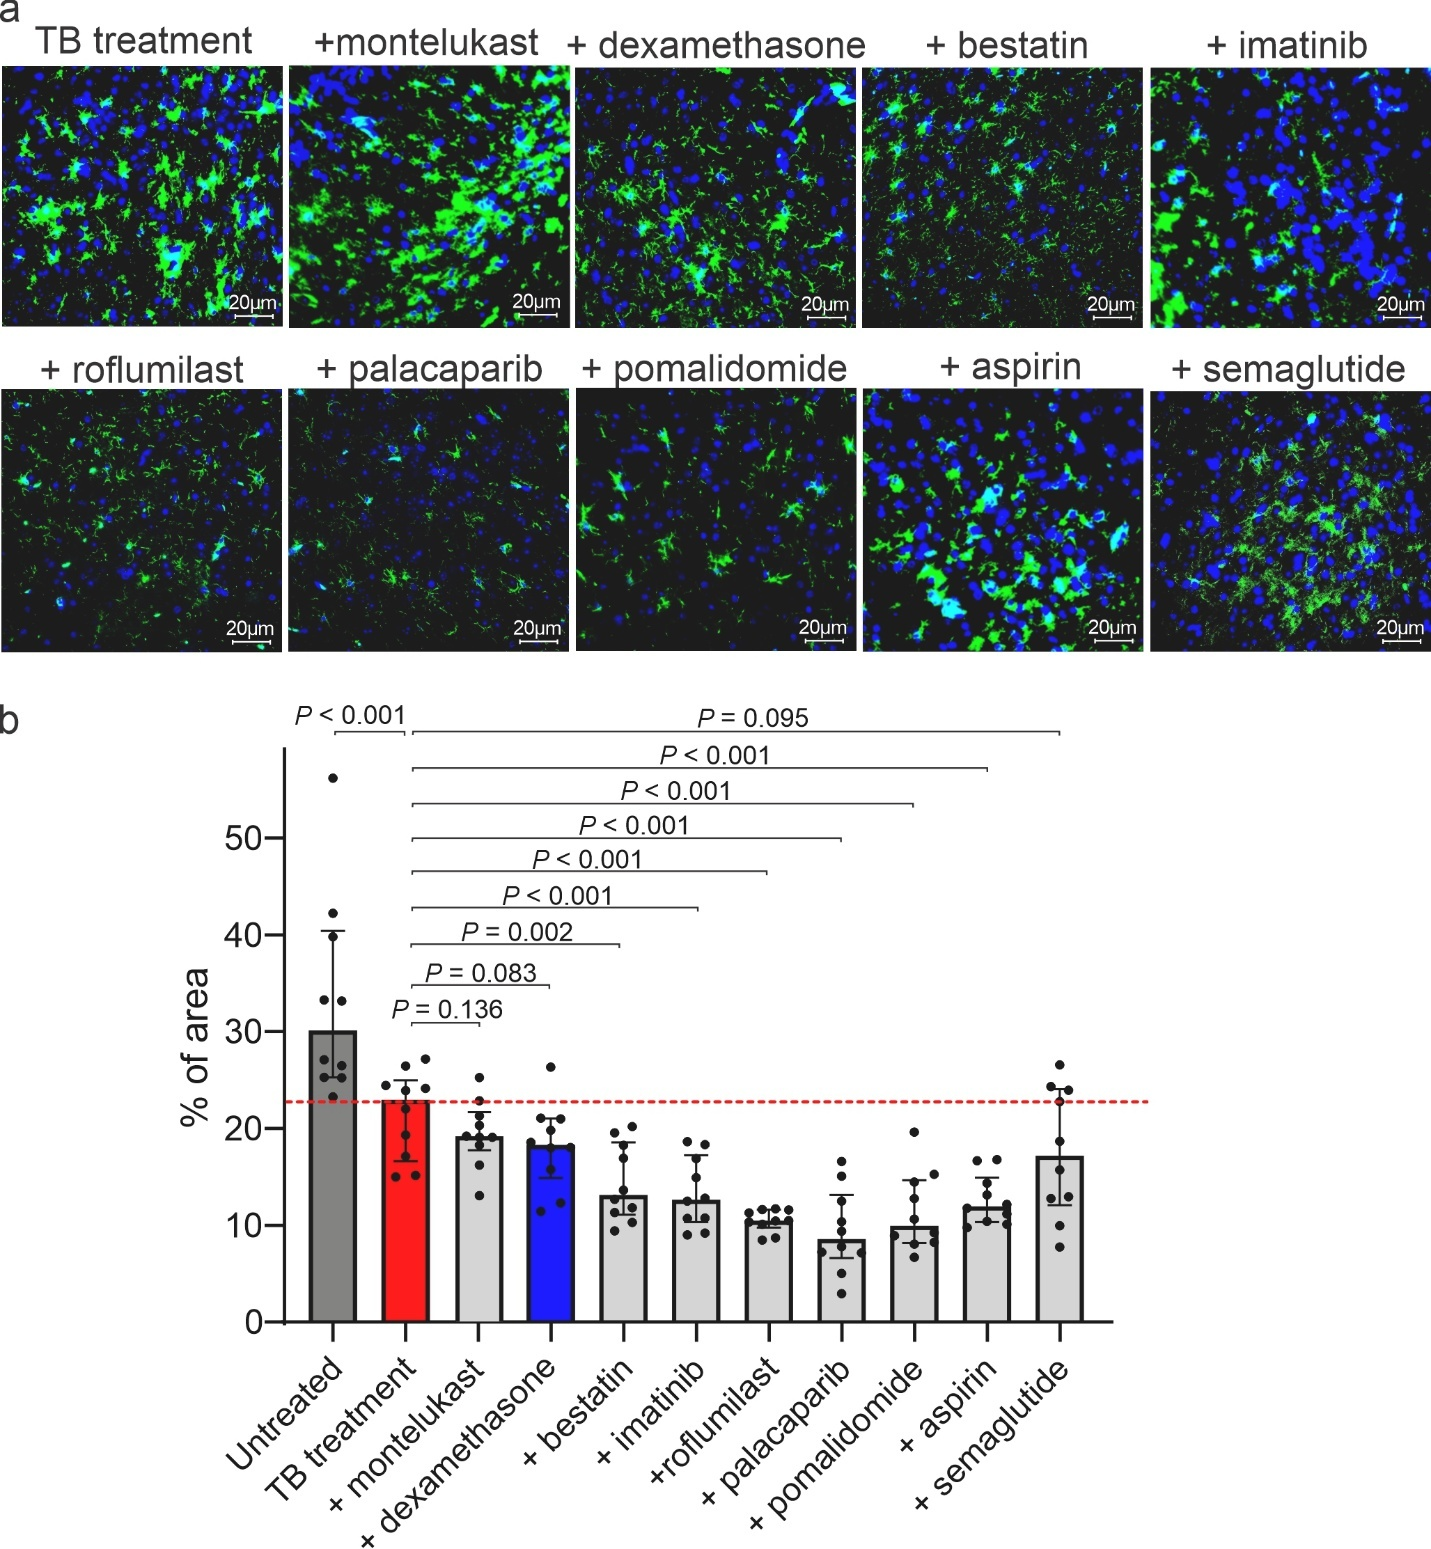 a
TB treatment
+montelukast
+ dexamethasone
+ bestatin
+ imatinib
20µm
20µm
20µm
20µm
20µm
+ roflumilast
+ palacaparib
+ pomalidomide
+ aspirin
+ semaglutide
20µm
20µm
20µm
20µm
20µm
b
P < 0.001
P = 0.095
P < 0.001
P < 0.001
P < 0.001
P < 0.001
P < 0.001
P = 0.002
P = 0.083
P = 0.136
% of area
50
40
30
20
10
0
Untreated
TB treatment
+ montelukast
+ dexamethasone
+ bestatin
+ imatinib
+roflumilast
+ palacaparib
+ pomalidomide
+ aspirin
+ semaglutide